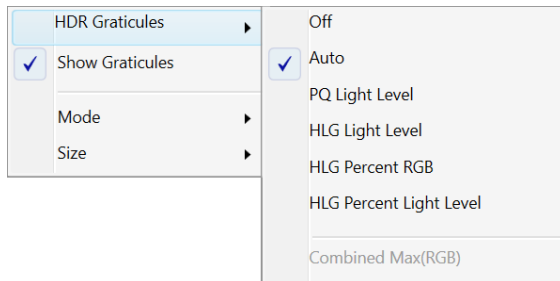 HDR Graticules
Show Graticules
Mode
Size
Off
Auto
PQ Light Level
HLG Light Level
HLG Percent RGB
HLG Percent Light Level
Combined Max(RGB)